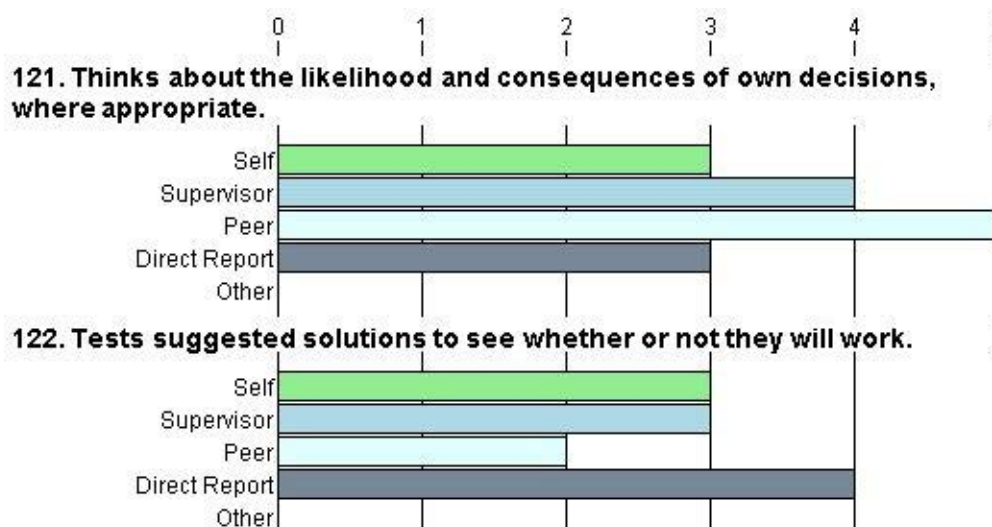 0 1 2 3 4
121. Thinks about the likelihood and consequences of own decisions,
where appropriate.
Self
Supervisor
Peer
Direct Report
Other
122. Tests suggested solutions to see whether or not they will work.
Self
Supervisor
Peer
Direct Report
Other